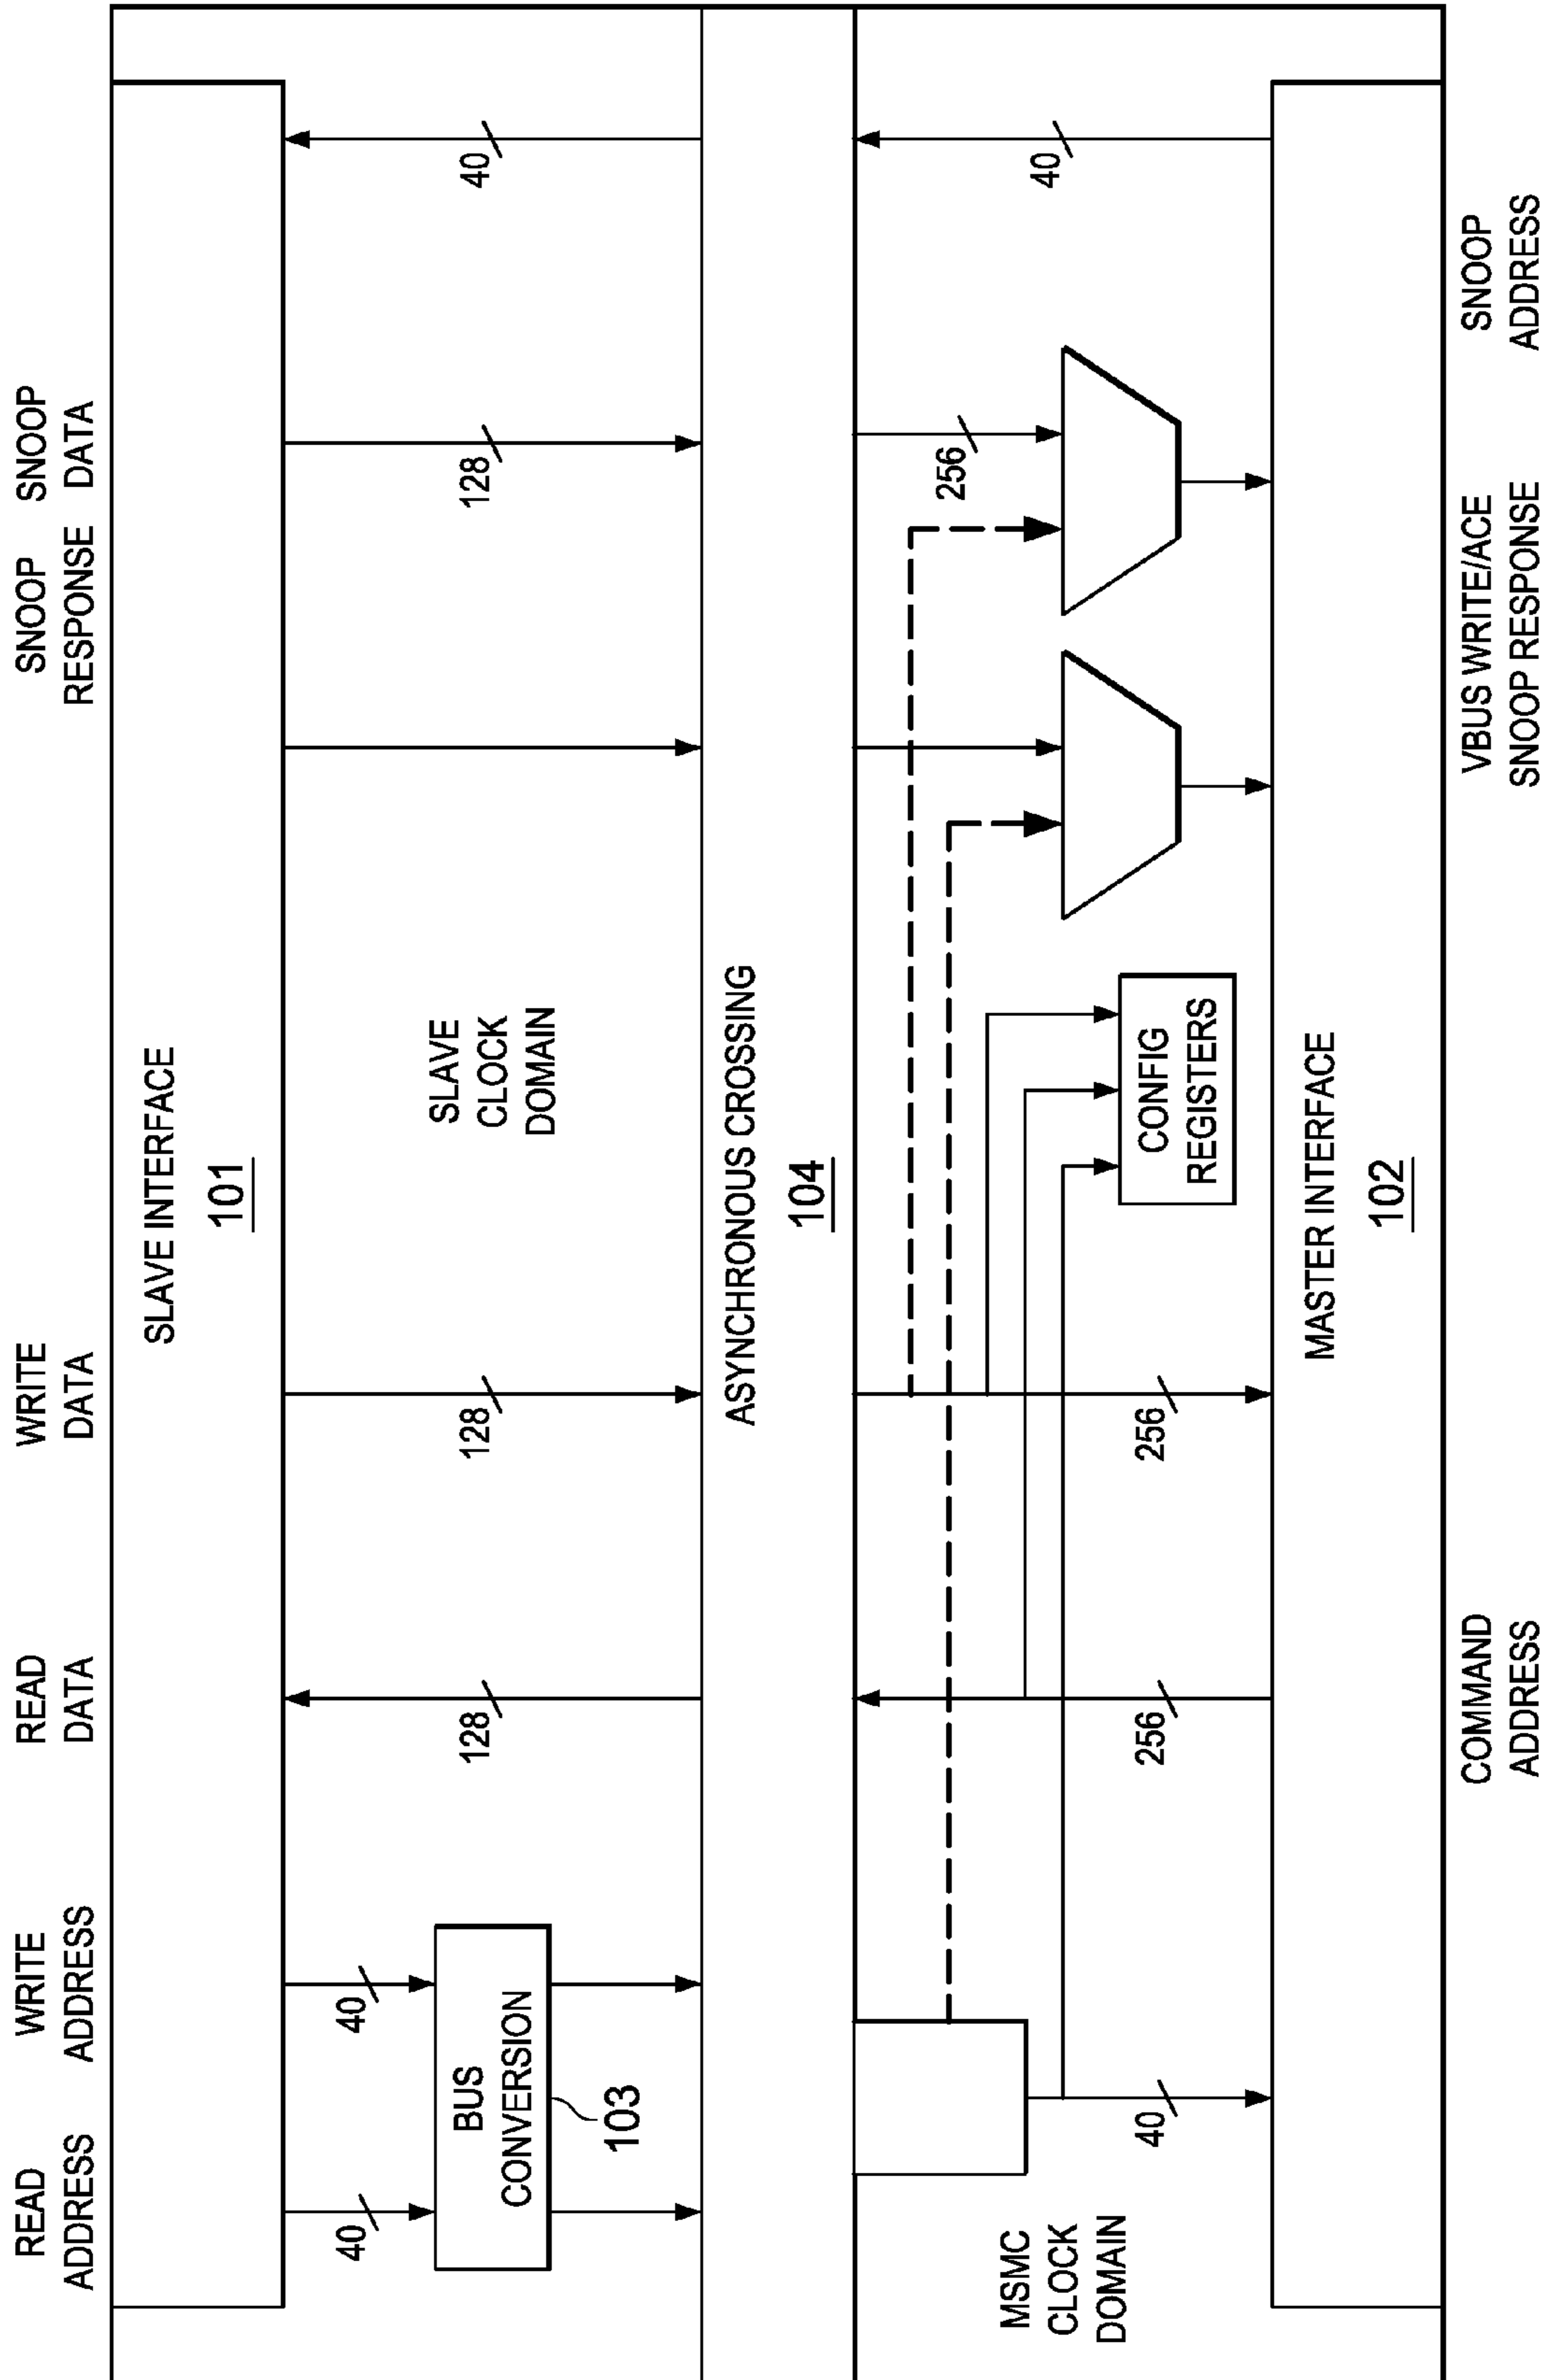 READ
ADDRESS
WRITE
ADDRESS
READ
DATA
WRITE
DATA
SNOOP
RESPONSE
SNOOP
DATA
SLAVE INTERFACE
101
40
40
128
128
128
40
BUS
CONVERSION
103
SLAVE
CLOCK
DOMAIN
ASYNCHRONOUS CROSSING
104
MSMC
CLOCK
DOMAIN
40
256
256
256
40
CONFIG
REGISTERS
MASTER INTERFACE
102
COMMAND
ADDRESS
VBUS WRITE/ACE
SNOOP RESPONSE
SNOOP
ADDRESS